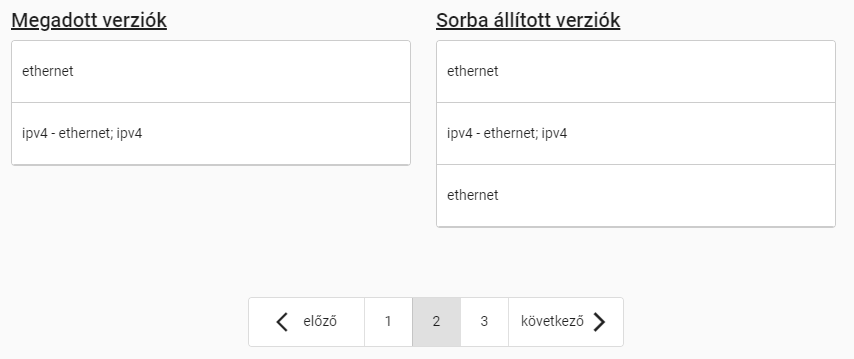 Megadott verziók
ethernet
ipv4 - ethernet; ipv4
Sorba állított verziók
ethernet
ipv4 - ethernet; ipv4
ethernet
előző 1 2 3 következő